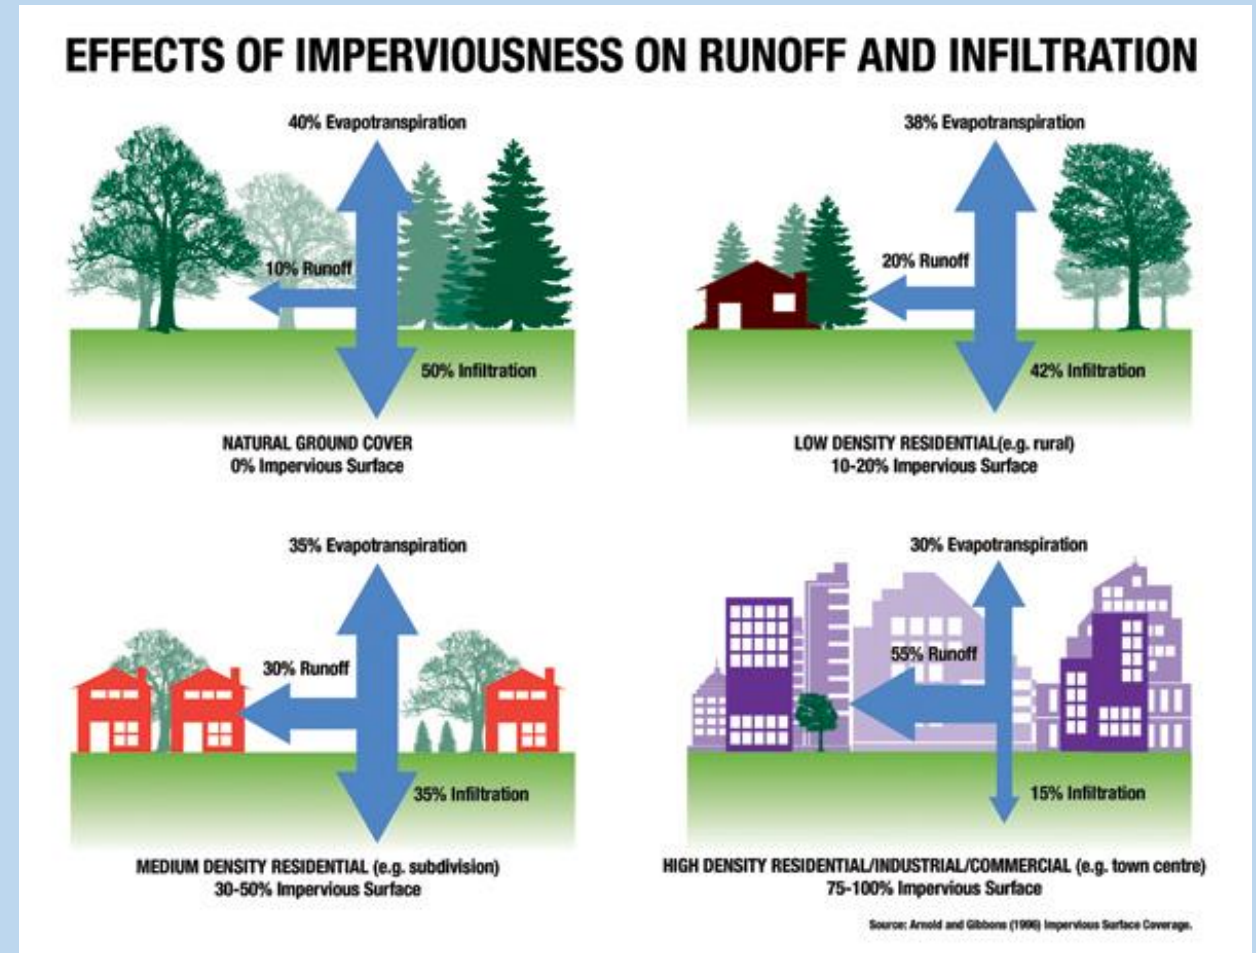 EFFECTS OF IMPERVIOUSNESS ON RUNOFF AND INFILTRATION
40% Evapotranspiration
10% Runoff
50% Infiltration
NATURAL GROUND COVER
0% Impervious Surface
38% Evapotranspiration
20% Runoff
42% Infiltration
LOW DENSITY RESIDENTIAL(e.g. rural)
10-20% Impervious Surface
35% Evapotranspiration
30% Runoff
35% Infiltration
MEDIUM DENSITY RESIDENTIAL (e.g. subdivision)
30-50% Impervious Surface
30% Evapotranspiration
55% Runoff
15% Infiltration
HIGH DENSITY RESIDENTIAL/INDUSTRIAL/COMMERCIAL (e.g. town centre)
75-100% Impervious Surface
Source: Arnold and Gibbons (1996) Impervious Surface Coverage.